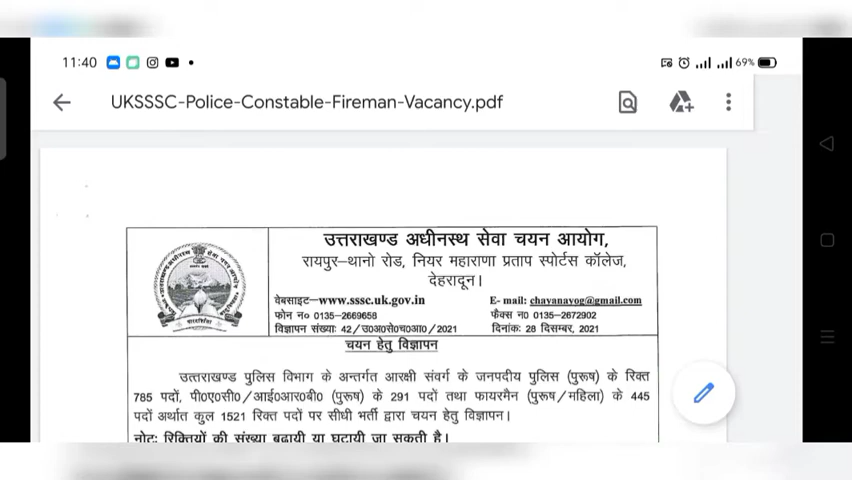 11:40
69%
UKSSSC-Police-Constable-Fireman-Vacancy.pdf
उत्तराखण्ड अधीनस्थ सेवा चयन आयोग,
रायपुर–थानो रोड, नियर महाराणा प्रताप स्पोर्टस कॉलेज,
देहरादून।
वेबसाइट–www.sssc.uk.gov.in E- mail: chayanayog@gmail.com
फोन न० 0135-2669658 फैक्स न० 0135-2672902
विज्ञापन संख्याः 42/उ०अ०से०च०आ०/2021 दिनांकः 28 दिसम्बर, 2021
चयन हेतु विज्ञापन
उत्तराखण्ड पुलिस विभाग के अन्तर्गत आरक्षी संवर्ग के जनपदीय पुलिस (पुरूष) के रिक्त
785 पदों, पी०ए०सी०/आई०आर०बी० (पुरूष) के 291 पदों तथा फायरमैन (पुरूष/महिला) के 445
पदों अर्थात कुल 1521 रिक्त पदों पर सीधी भर्ती द्वारा चयन हेतु विज्ञापन।
नोटः रिक्तियों की संख्या बढ़ायी या घटायी जा सकती है।